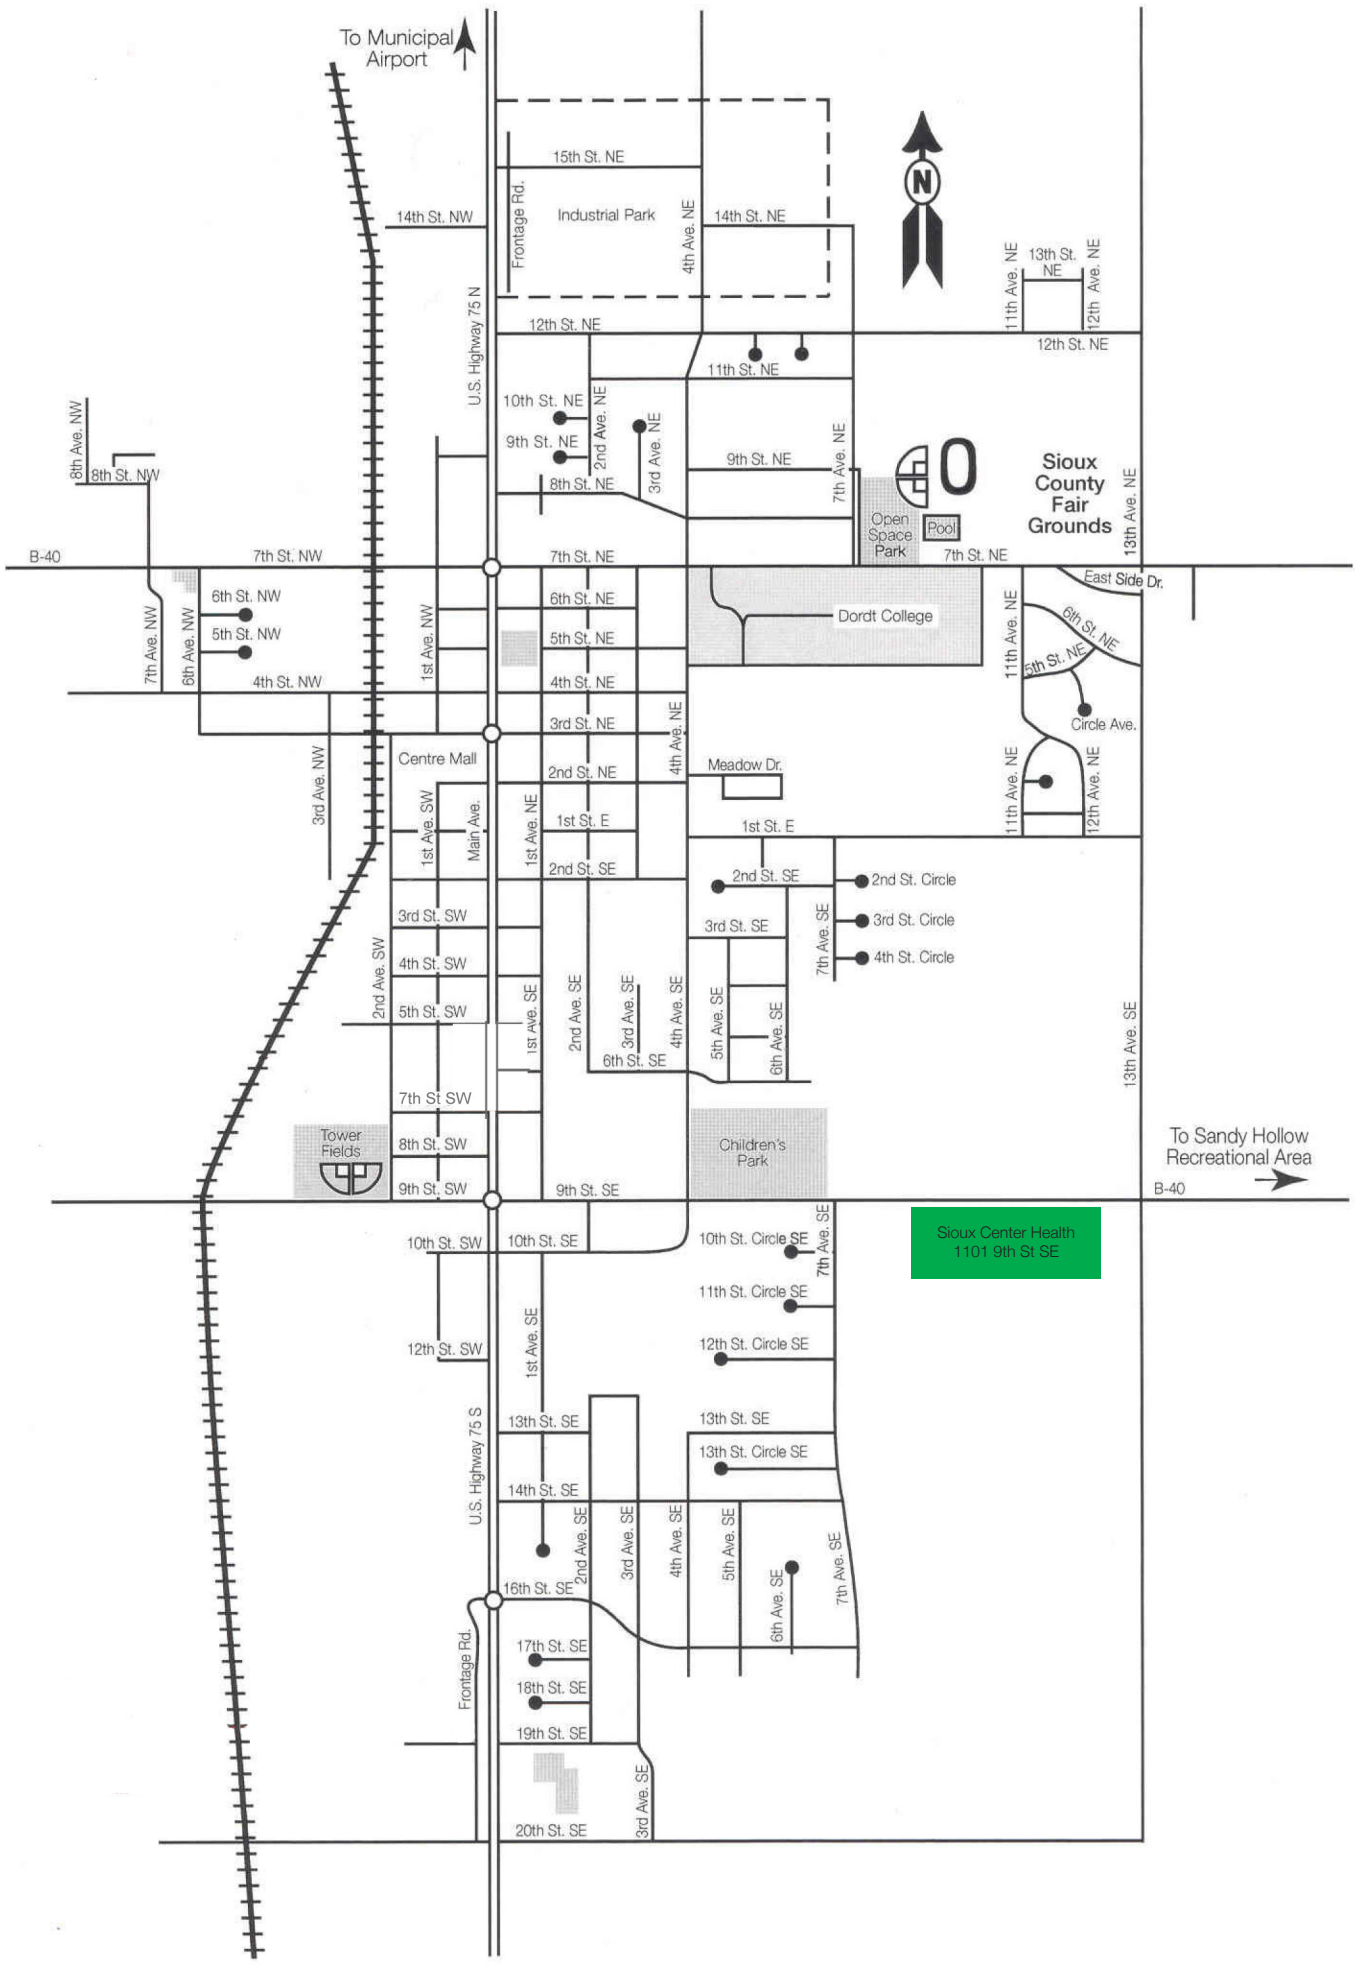 To Municipal
Airport
15th St. NE
Frontage Rd.
Industrial Park
4th Ave. NE
14th St. NW
14th St. NE
N
11th Ave. NE
13th St.
NE
12th Ave. NE
U.S. Highway 75 N
12th St. NE
12th St. NE
11th St. NE
10th St. NE
2nd Ave. NE
9th St. NE
3rd Ave. NE
8th Ave. NW
8th St. NW
8th St. NE
9th St. NE
7th Ave. NE
Sioux
County
Fair
Grounds
13th Ave. NE
Open
Space
Park
Pool
B-40
7th St. NW
7th St. NE
7th St. NE
East Side Dr.
6th St. NW
5th St. NW
7th Ave. NW
6th Ave. NW
1st Ave. NW
6th St. NE
5th St. NE
Dordt College
11th Ave. NE
6th St. NE
5th St. NE
Circle Ave.
4th St. NW
4th St. NE
3rd St. NE
4th Ave. NE
3rd Ave. NW
Centre Mall
2nd St. NE
Meadow Dr.
11th Ave. NE
12th Ave. NE
1st Ave. SW
Main Ave.
1st Ave. NE
1st St. E
1st St. E
2nd St. SE
2nd St. SE
2nd St. Circle
3rd St. SW
3rd St. SE
7th Ave. SE
3rd St. Circle
4th St. SW
4th St. Circle
2nd Ave. SW
5th St. SW
1st Ave. SE
2nd Ave. SE
3rd Ave. SE
4th Ave. SE
5th Ave. SE
6th Ave. SE
13th Ave. SE
6th St. SE
7th St SW
Tower
Fields
8th St. SW
Children's
Park
To Sandy Hollow
Recreational Area
9th St. SW
9th St. SE
B-40
10th St. SW
10th St. SE
10th St. Circle SE
7th Ave. SE
Sioux Center Health
1101 9th St SE
11th St. Circle SE
12th St. SW
1st Ave. SE
12th St. Circle SE
U.S. Highway 75 S
13th St. SE
13th St. SE
13th St. Circle SE
14th St. SE
2nd Ave. SE
3rd Ave. SE
4th Ave. SE
5th Ave. SE
6th Ave. SE
7th Ave. SE
16th St. SE
Frontage Rd.
17th St. SE
18th St. SE
19th St. SE
3rd Ave. SE
20th St. SE